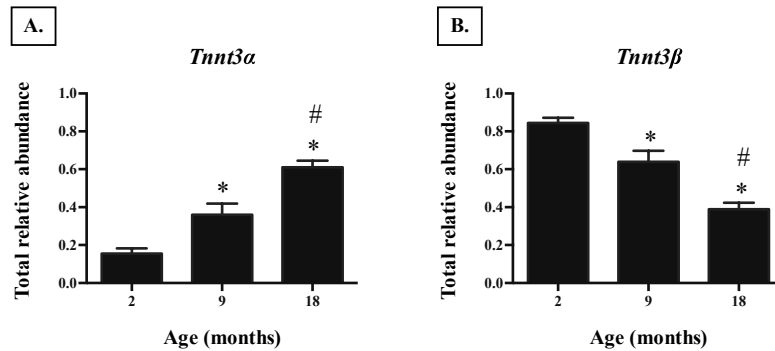 A.
Tnnt3α
Total relative abundance
1.0
0.8
0.6
0.4
0.2
0.0
*
#
*
2 9 18
Age (months)
B.
Tnnt3β
Total relative abundance
1.0
0.8
0.6
0.4
0.2
0.0
*
#
*
2 9 18
Age (months)